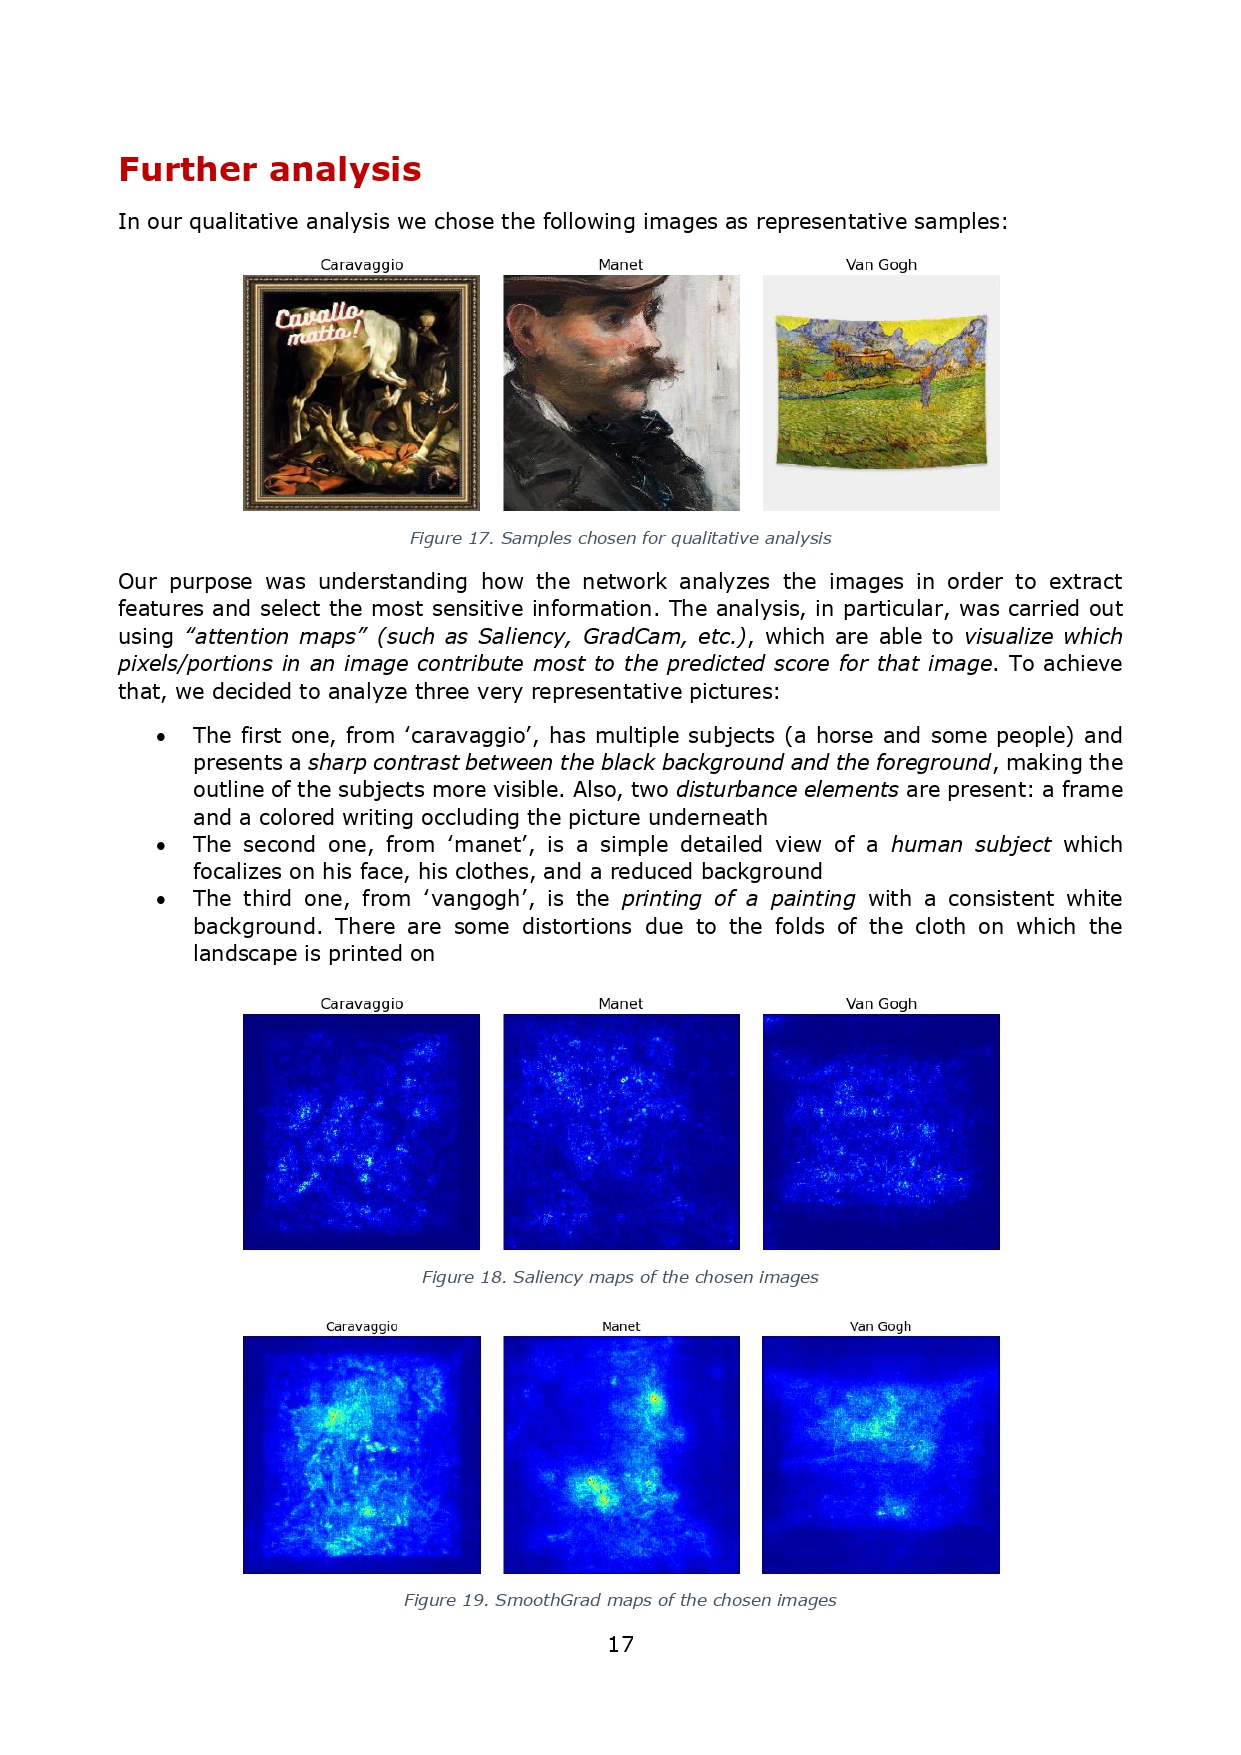 Further analysis
In our qualitative analysis we chose the following images as representative samples:
Caravaggio Manet Van Gogh
Cavallo
matto!
Figure 17. Samples chosen for qualitative analysis
Our purpose was understanding how the network analyzes the images in order to extract
features and select the most sensitive information. The analysis, in particular, was carried out
using “attention maps” (such as Saliency, GradCam, etc.), which are able to visualize which
pixels/portions in an image contribute most to the predicted score for that image. To achieve
that, we decided to analyze three very representative pictures:
• The first one, from ‘caravaggio’, has multiple subjects (a horse and some people) and
presents a sharp contrast between the black background and the foreground, making the
outline of the subjects more visible. Also, two disturbance elements are present: a frame
and a colored writing occluding the picture underneath
• The second one, from ‘manet’, is a simple detailed view of a human subject which
focalizes on his face, his clothes, and a reduced background
• The third one, from ‘vangogh’, is the printing of a painting with a consistent white
background. There are some distortions due to the folds of the cloth on which the
landscape is printed on
Caravaggio Manet Van Gogh
Figure 18. Saliency maps of the chosen images
Caravaggio Manet Van Gogh
Figure 19. SmoothGrad maps of the chosen images
17